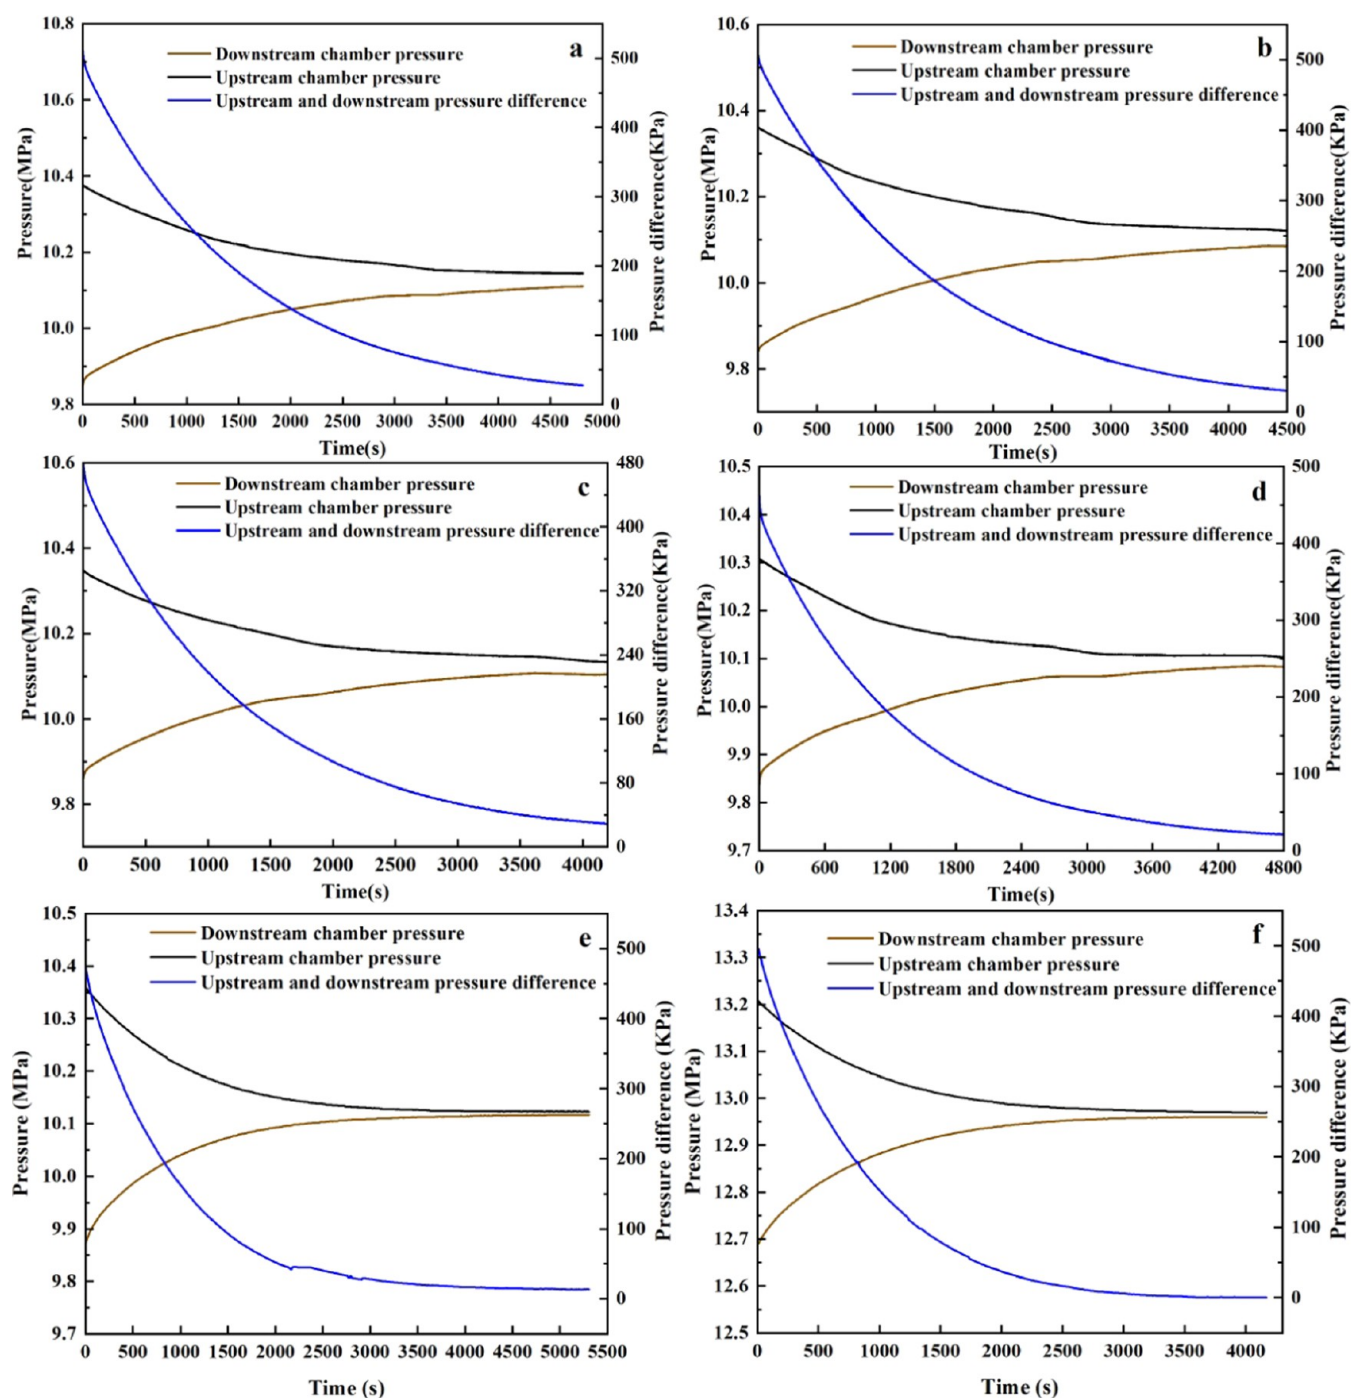 a
Downstream chamber pressure
Upstream chamber pressure
Upstream and downstream pressure difference
Pressure(MPa)
10.8
10.6
10.4
10.2
10.0
9.8
Pressure difference(KPa)
500
400
300
200
100
0
0 500 1000 1500 2000 2500 3000 3500 4000 4500 5000
Time(s)
b
Downstream chamber pressure
Upstream chamber pressure
Upstream and downstream pressure difference
Pressure(MPa)
10.6
10.4
10.2
10.0
9.8
Pressure difference(KPa)
500
400
300
200
100
0
0 500 1000 1500 2000 2500 3000 3500 4000 4500
Time(s)
c
Downstream chamber pressure
Upstream chamber pressure
Upstream and downstream pressure difference
Pressure(MPa)
10.6
10.4
10.2
10.0
9.8
Pressure difference(KPa)
480
400
320
240
160
80
0
0 500 1000 1500 2000 2500 3000 3500 4000
Time(s)
d
Downstream chamber pressure
Upstream chamber pressure
Upstream and downstream pressure difference
Pressure(MPa)
10.5
10.4
10.3
10.2
10.1
10.0
9.9
9.8
9.7
Pressure difference(KPa)
500
400
300
200
100
0
0 600 1200 1800 2400 3000 3600 4200 4800
Time(s)
e
Downstream chamber pressure
Upstream chamber pressure
Upstream and downstream pressure difference
Pressure (MPa)
10.5
10.4
10.3
10.2
10.1
10.0
9.9
9.8
9.7
Pressure difference (KPa)
500
400
300
200
100
0
0 500 1000 1500 2000 2500 3000 3500 4000 4500 5000 5500
Time (s)
f
Downstream chamber pressure
Upstream chamber pressure
Upstream and downstream pressure difference
Pressure (MPa)
13.4
13.3
13.2
13.1
13.0
12.9
12.8
12.7
12.6
12.5
Pressure difference (KPa)
500
400
300
200
100
0
0 500 1000 1500 2000 2500 3000 3500 4000
Time (s)